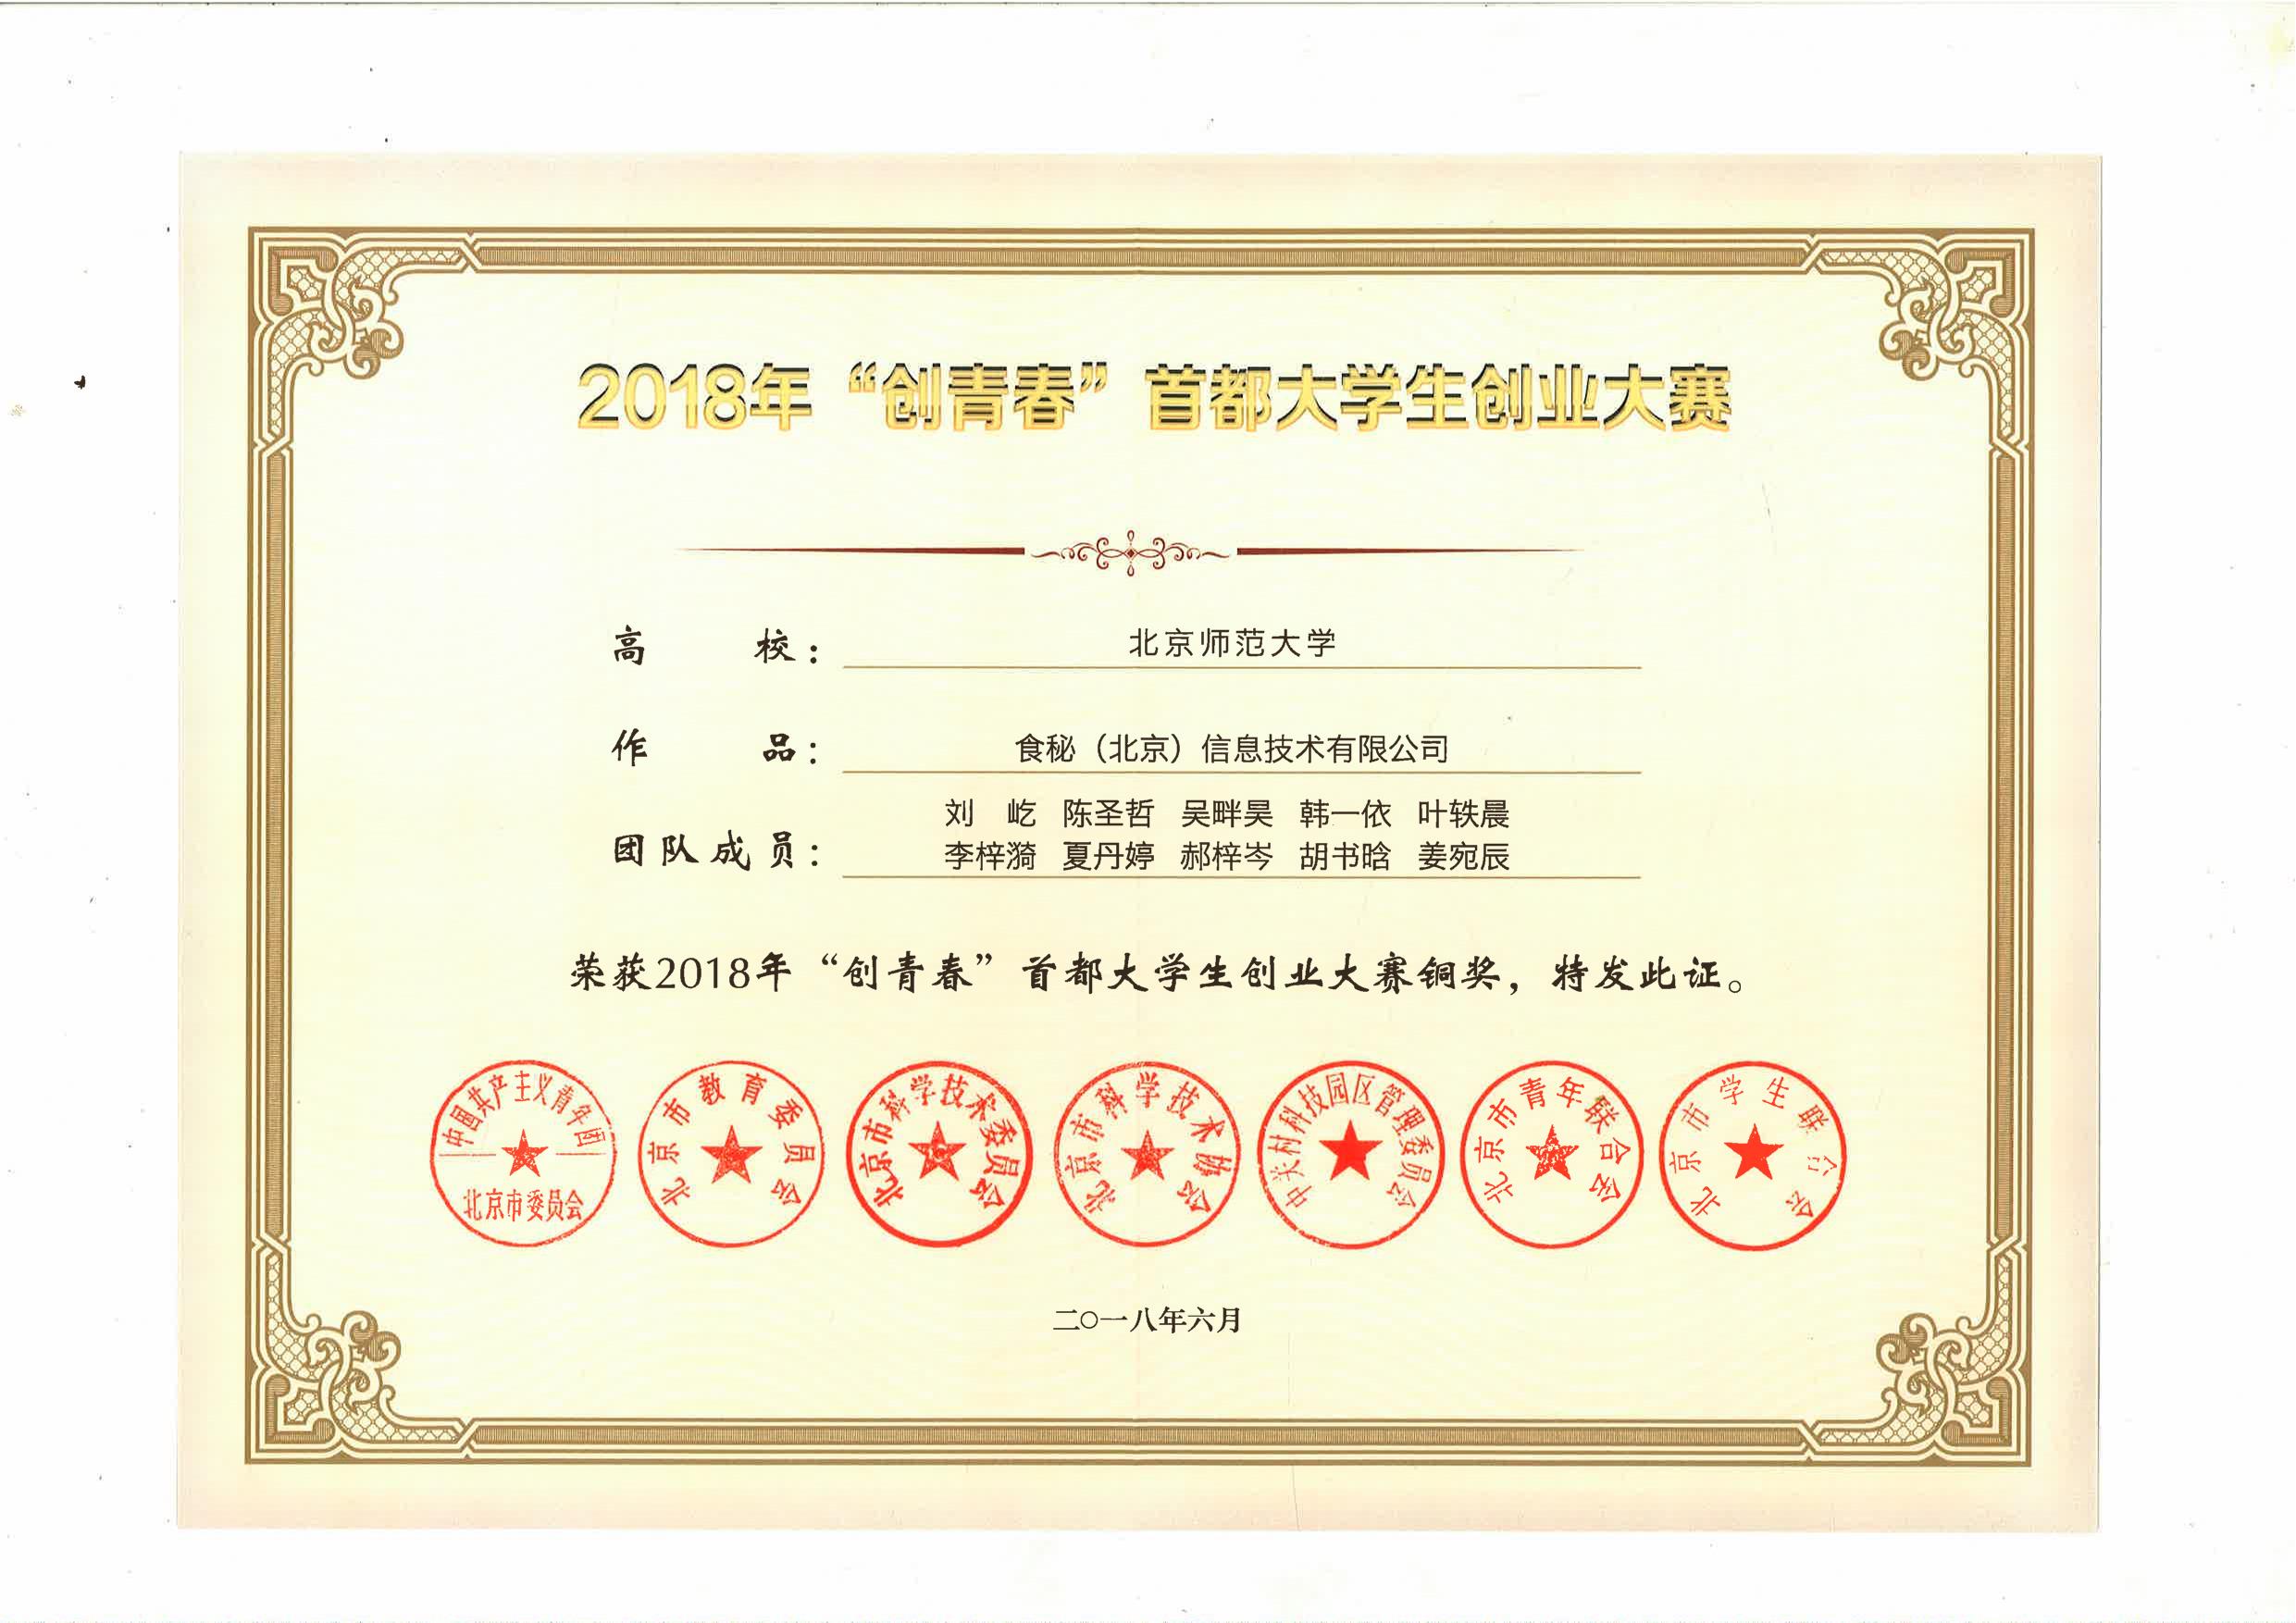 2018年“创青春”首都大学生创业大赛
高校：北京师范大学
作品：食秘（北京）信息技术有限公司
刘屹 陈圣哲 吴畔昊 韩一依 叶轶晨
团队成员：李梓漪 夏丹婷 郝梓岑 胡书晗 姜宛辰
荣获2018年“创青春”首都大学生创业大赛铜奖，特发此证。
中国共产主义青年团
北京市委员会
北京市教育委员会
北京市科学技术委员会
北京市科学技术协会
中关村科技园区管理委员会
北京市青年联合会
北京市学生联合会
二〇一八年六月